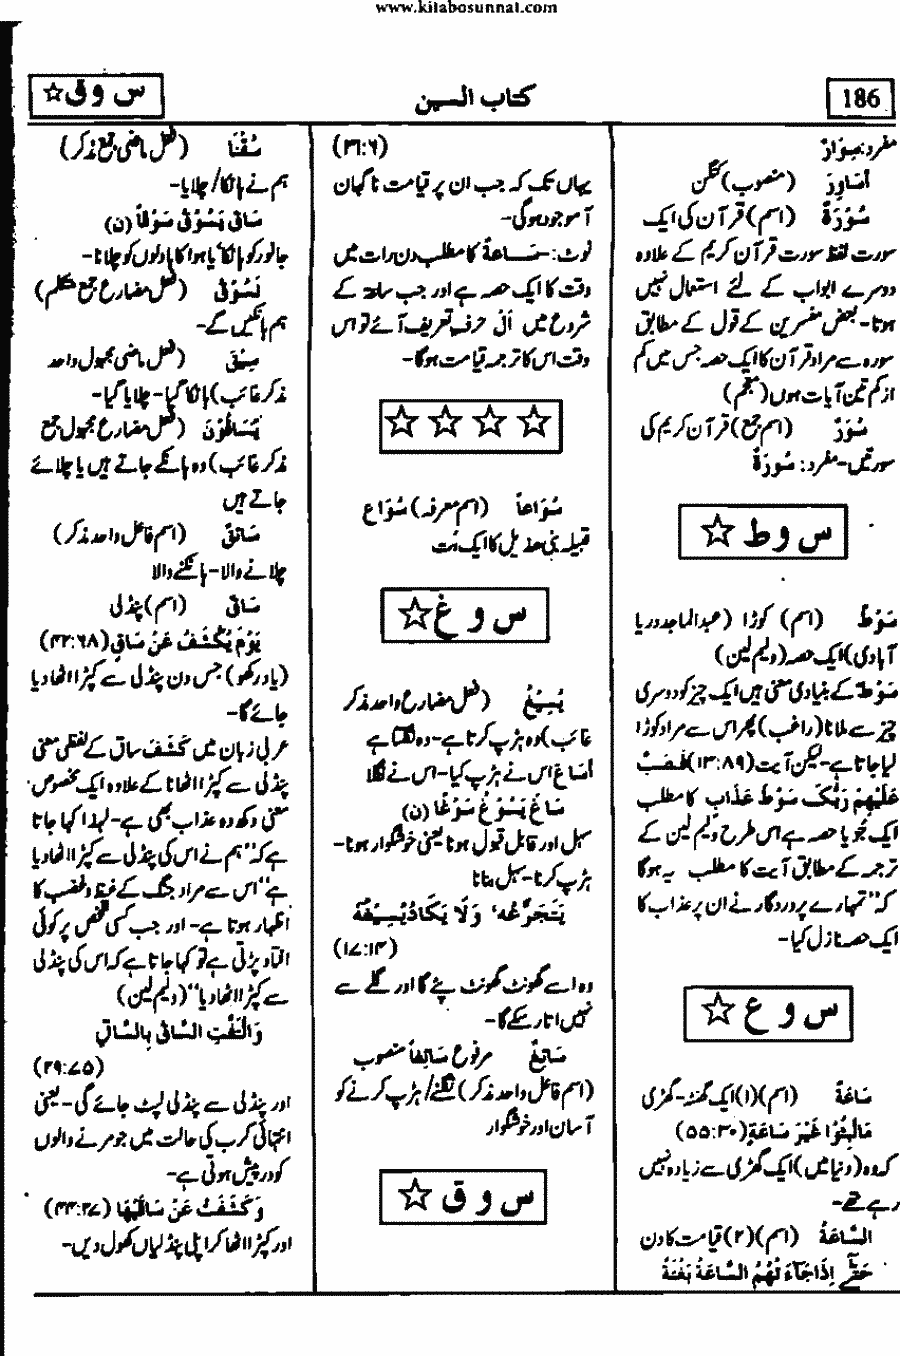 www.kitabosunnat.com
186
کتاب السین
س و ق ☆
مفرد: سِوَارٌ
أَسَاوِرَ (منصوب) کنگن
سُوْرَةٌ (اسم) قرآن کی ایک
سورت لفظ سورت قرآن کریم کے علاوہ
دوسرے ابواب کے لئے استعمال نہیں
ہوتا- بعض مفسرین کے قول کے مطابق
سورہ سے مراد قرآن کا ایک حصہ جس میں کم
از کم تین آیات ہوں (معجم)
سُوَرٌ (اسم جمع) قرآن کریم کی
سورتیں- مفرد: سُورَةٌ
س و ط ☆
سَوْطٌ (اسم) کوڑا (عبدالماجد دریا
آبادی) ایک حصہ (ولیم لین)
سَوْطٌ کے بنیادی معنی ہیں ایک چیز کو دوسری
چیز سے ملانا (راغب) پھر اس سے مراد کوڑا
لیا جاتا ہے- لیکن آیت (۱۳:۸۹) فَصَبَّ
عَلَيْهِمْ رَبُّكَ سَوْطَ عَذَابٍ کا مطلب
ایک جُو یا حصہ ہے اس طرح ولیم لین کے
ترجمہ کے مطابق آیت کا مطلب یہ ہوگا
کہ "تمہارے پروردگار نے ان پر عذاب کا
ایک حصہ نازل کیا-
س و ع ☆
سَاعَةٌ (اسم) (۱) ایک گھنٹہ- گھڑی
مَالَبِثُوْا غَيْرَ سَاعَةٍ (۵۵:۳۰)
کہ وہ (دنیا میں) ایک گھڑی سے زیادہ نہیں
رہے تھے-
السَّاعَةُ (اسم) (۲) قیامت کا دن
حَتّٰى اِذَا جَآءَتْهُمُ السَّاعَةُ بَغْتَةً
(۳۱:۶)
یہاں تک کہ جب ان پر قیامت ناگہان
آموجود ہوگی-
نوٹ:- سَاعَةٌ کا مطلب دن رات میں
وقت کا ایک حصہ ہے اور جب ساعۃ کے
شروع میں اَلْ حرف تعریف آئے تو اس
وقت اس کا ترجمہ قیامت ہوگا-
☆ ☆ ☆ ☆
سُوَاعاً (اسم معرفہ) سُوَاع
قبیلہ بنی ھذیل کا ایک بُت
س و غ ☆
يُسِيْغُ (فعل مضارع واحد مذکر
غائب) وہ ہڑپ کرتا ہے- وہ ہے
أَسَاغَ اس نے ہڑپ کیا- اس نے نگلا
سَاغَ يَسُوْغُ سَوْغًا (ن)
سہل اور قابل قبول ہونا یعنی خوشگوار ہونا-
ہڑپ کرنا- سہل بنانا
يَتَجَرَّعُهٗ وَلَا يَكَادُ يُسِيْغُهٗ
(۱۷:۱۴)
وہ اسے گھونٹ گھونٹ پئے گا اور گلے سے
نہیں اتار سکے گا-
سَائِغٌ مرفوع سَائِغاً منصوب
(اسم فاعل واحد مذکر) نگلنے/ ہڑپ کرنے کو
آسان اور خوشگوار
س و ق ☆
سُقْنَا (فعل ماضی جمع مذکر)
ہم نے ہانکا/ چلایا-
سَاقَ يَسُوْقُ سَوْقاً (ن)
جانور کو ہانکنا یا ہوا کا بادلوں کو چلانا-
نَسُوْقُ (فعل مضارع جمع متکلم)
ہم ہانکیں گے-
سِيْقَ (فعل ماضی مجہول واحد
مذکر غائب) ہانکا گیا- چلایا گیا-
يُسَاقُوْنَ (فعل مضارع مجہول جمع
مذکر غائب) وہ ہانکے جاتے ہیں یا چلائے
جاتے ہیں
سَائِقٌ (اسم فاعل واحد مذکر)
چلانے والا- ہانکنے والا
سَاقٌ (اسم) پنڈلی
يَوْمَ يُكْشَفُ عَنْ سَاقٍ (۴۲:۶۸)
(یاد رکھو) جس دن پنڈلی سے کپڑا اٹھا دیا
جائے گا-
عربی زبان میں کَشَفَ ساق کے لفظی معنی
پنڈلی سے کپڑا اٹھانا کے علاوہ ایک مخصوص
معنی دکھ وہ عذاب بھی ہے- لہذا کہا جاتا
ہے کہ "ہم نے اس کی پنڈلی سے کپڑا اٹھا دیا
ہے" اس سے مراد جنگ کے غیظ و غضب کا
اظہار ہوتا ہے- اور جب کسی شخص پر کوئی
افتاد پڑتی ہے تو کہا جاتا ہے کہ اس کی پنڈلی
سے کپڑا اٹھا دیا" (ولیم لین)
وَالْتَفَّتِ السَّاقُ بِالسَّاقِ
(۲۹:۷۵)
اور پنڈلی سے پنڈلی لپٹ جائے گی- یعنی
انتہائی کرب کی حالت میں جو مرنے والوں
کو درپیش ہوتی ہے-
وَكَشَفَتْ عَنْ سَاقَيْهَا (۴۴:۲۷)
اور کپڑا اٹھا کر اپنی پنڈلیاں کھول دیں-